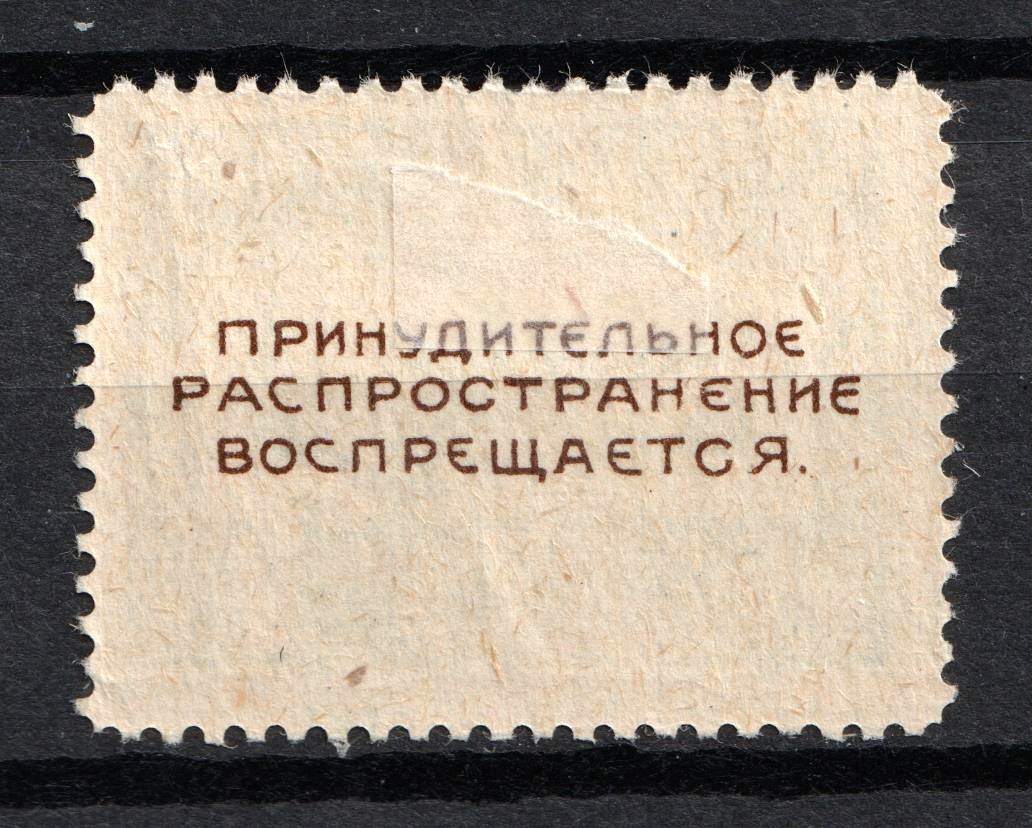 ПРИНУДИТЕЛЬНОЕ
РАСПРОСТРАНЕНИЕ
ВОСПРЕЩАЕТСЯ.